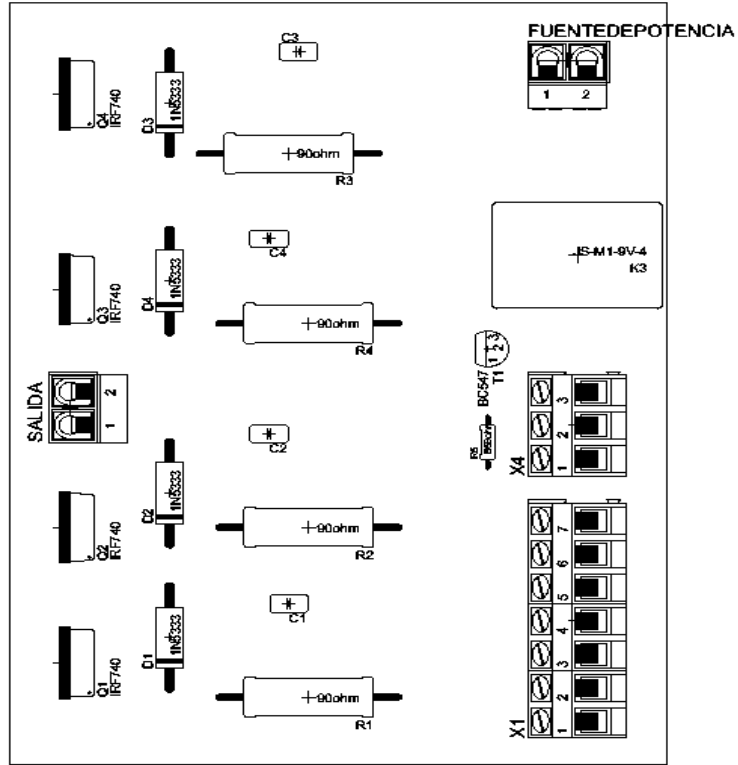 C3
FUENTEDEPOTENCIA
1 2
Q4
IRF740
D3
1N5333
90ohm
R3
JS-M1-9V-4
K3
C4
Q3
IRF740
D4
1N5333
90ohm
R4
1 2 3
BC547
T1
SALIDA
2
1
C2
R5
X4
3
2
1
Q2
IRF740
D2
1N5333
90ohm
R2
C1
Q1
IRF740
D1
1N5333
90ohm
R1
X1
7
6
5
4
3
2
1